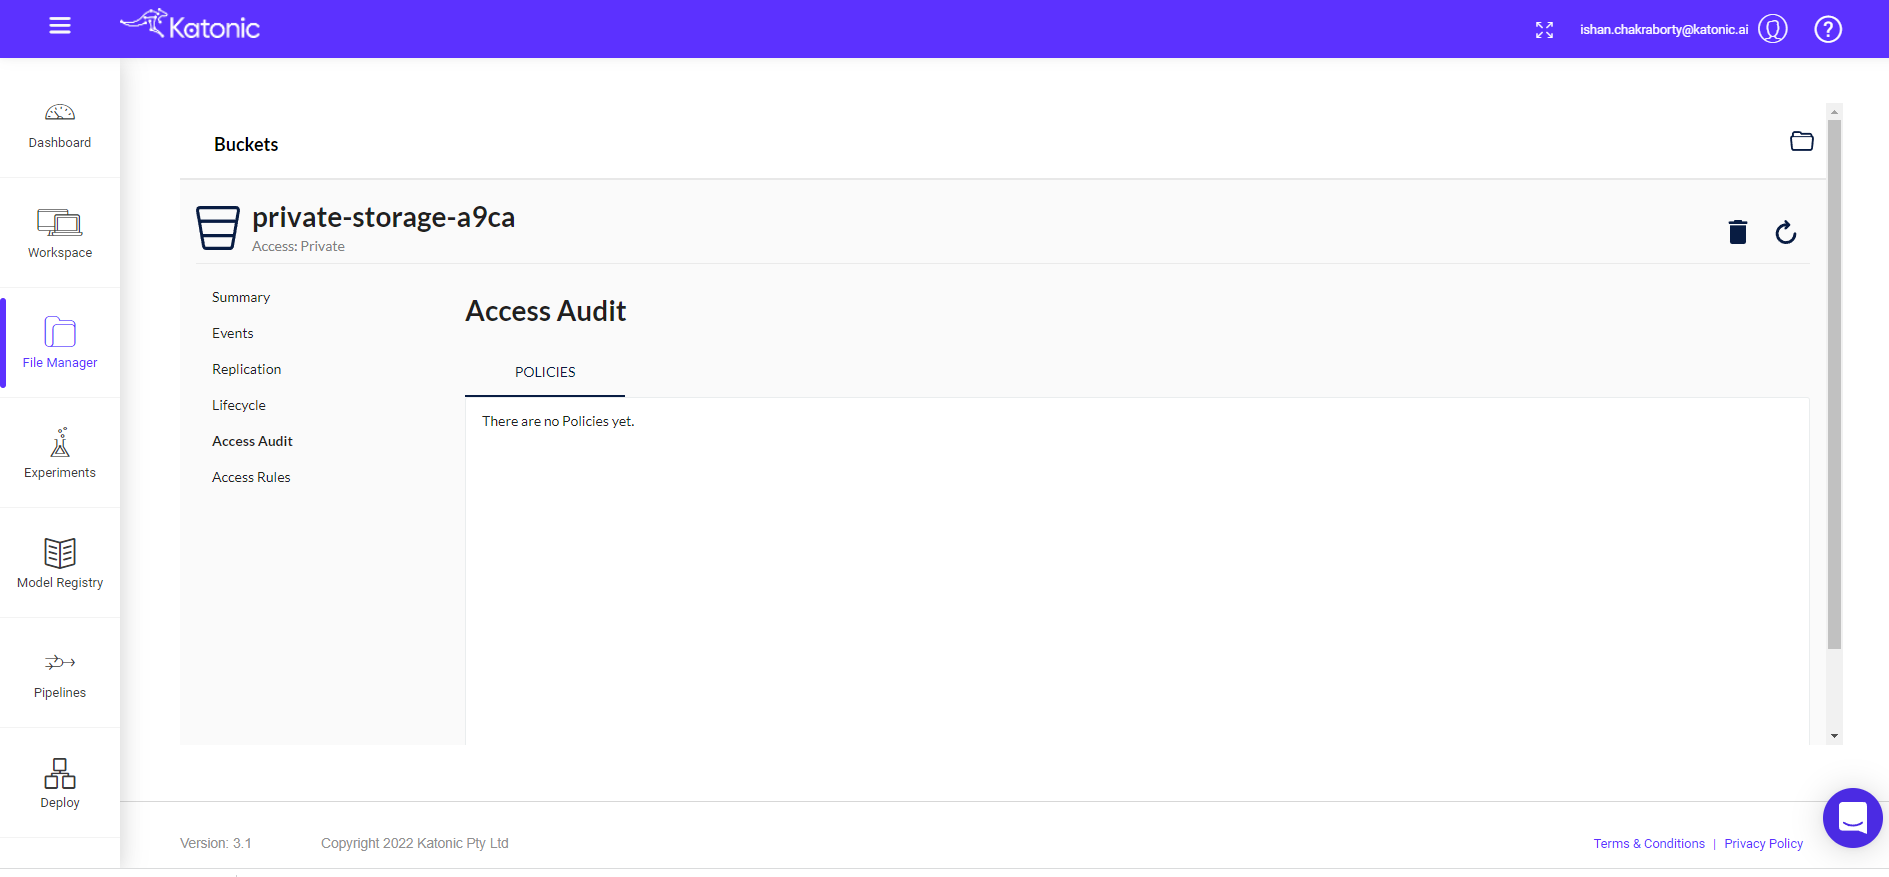 Katonic
ishan.chakraborty@katonic.ai
Dashboard
Workspace
File Manager
Experiments
Model Registry
Pipelines
Deploy
Buckets
private-storage-a9ca
Access: Private
Summary
Events
Replication
Lifecycle
Access Audit
Access Rules
Access Audit
POLICIES
There are no Policies yet.
Version: 3.1
Copyright 2022 Katonic Pty Ltd
Terms & Conditions | Privacy Policy